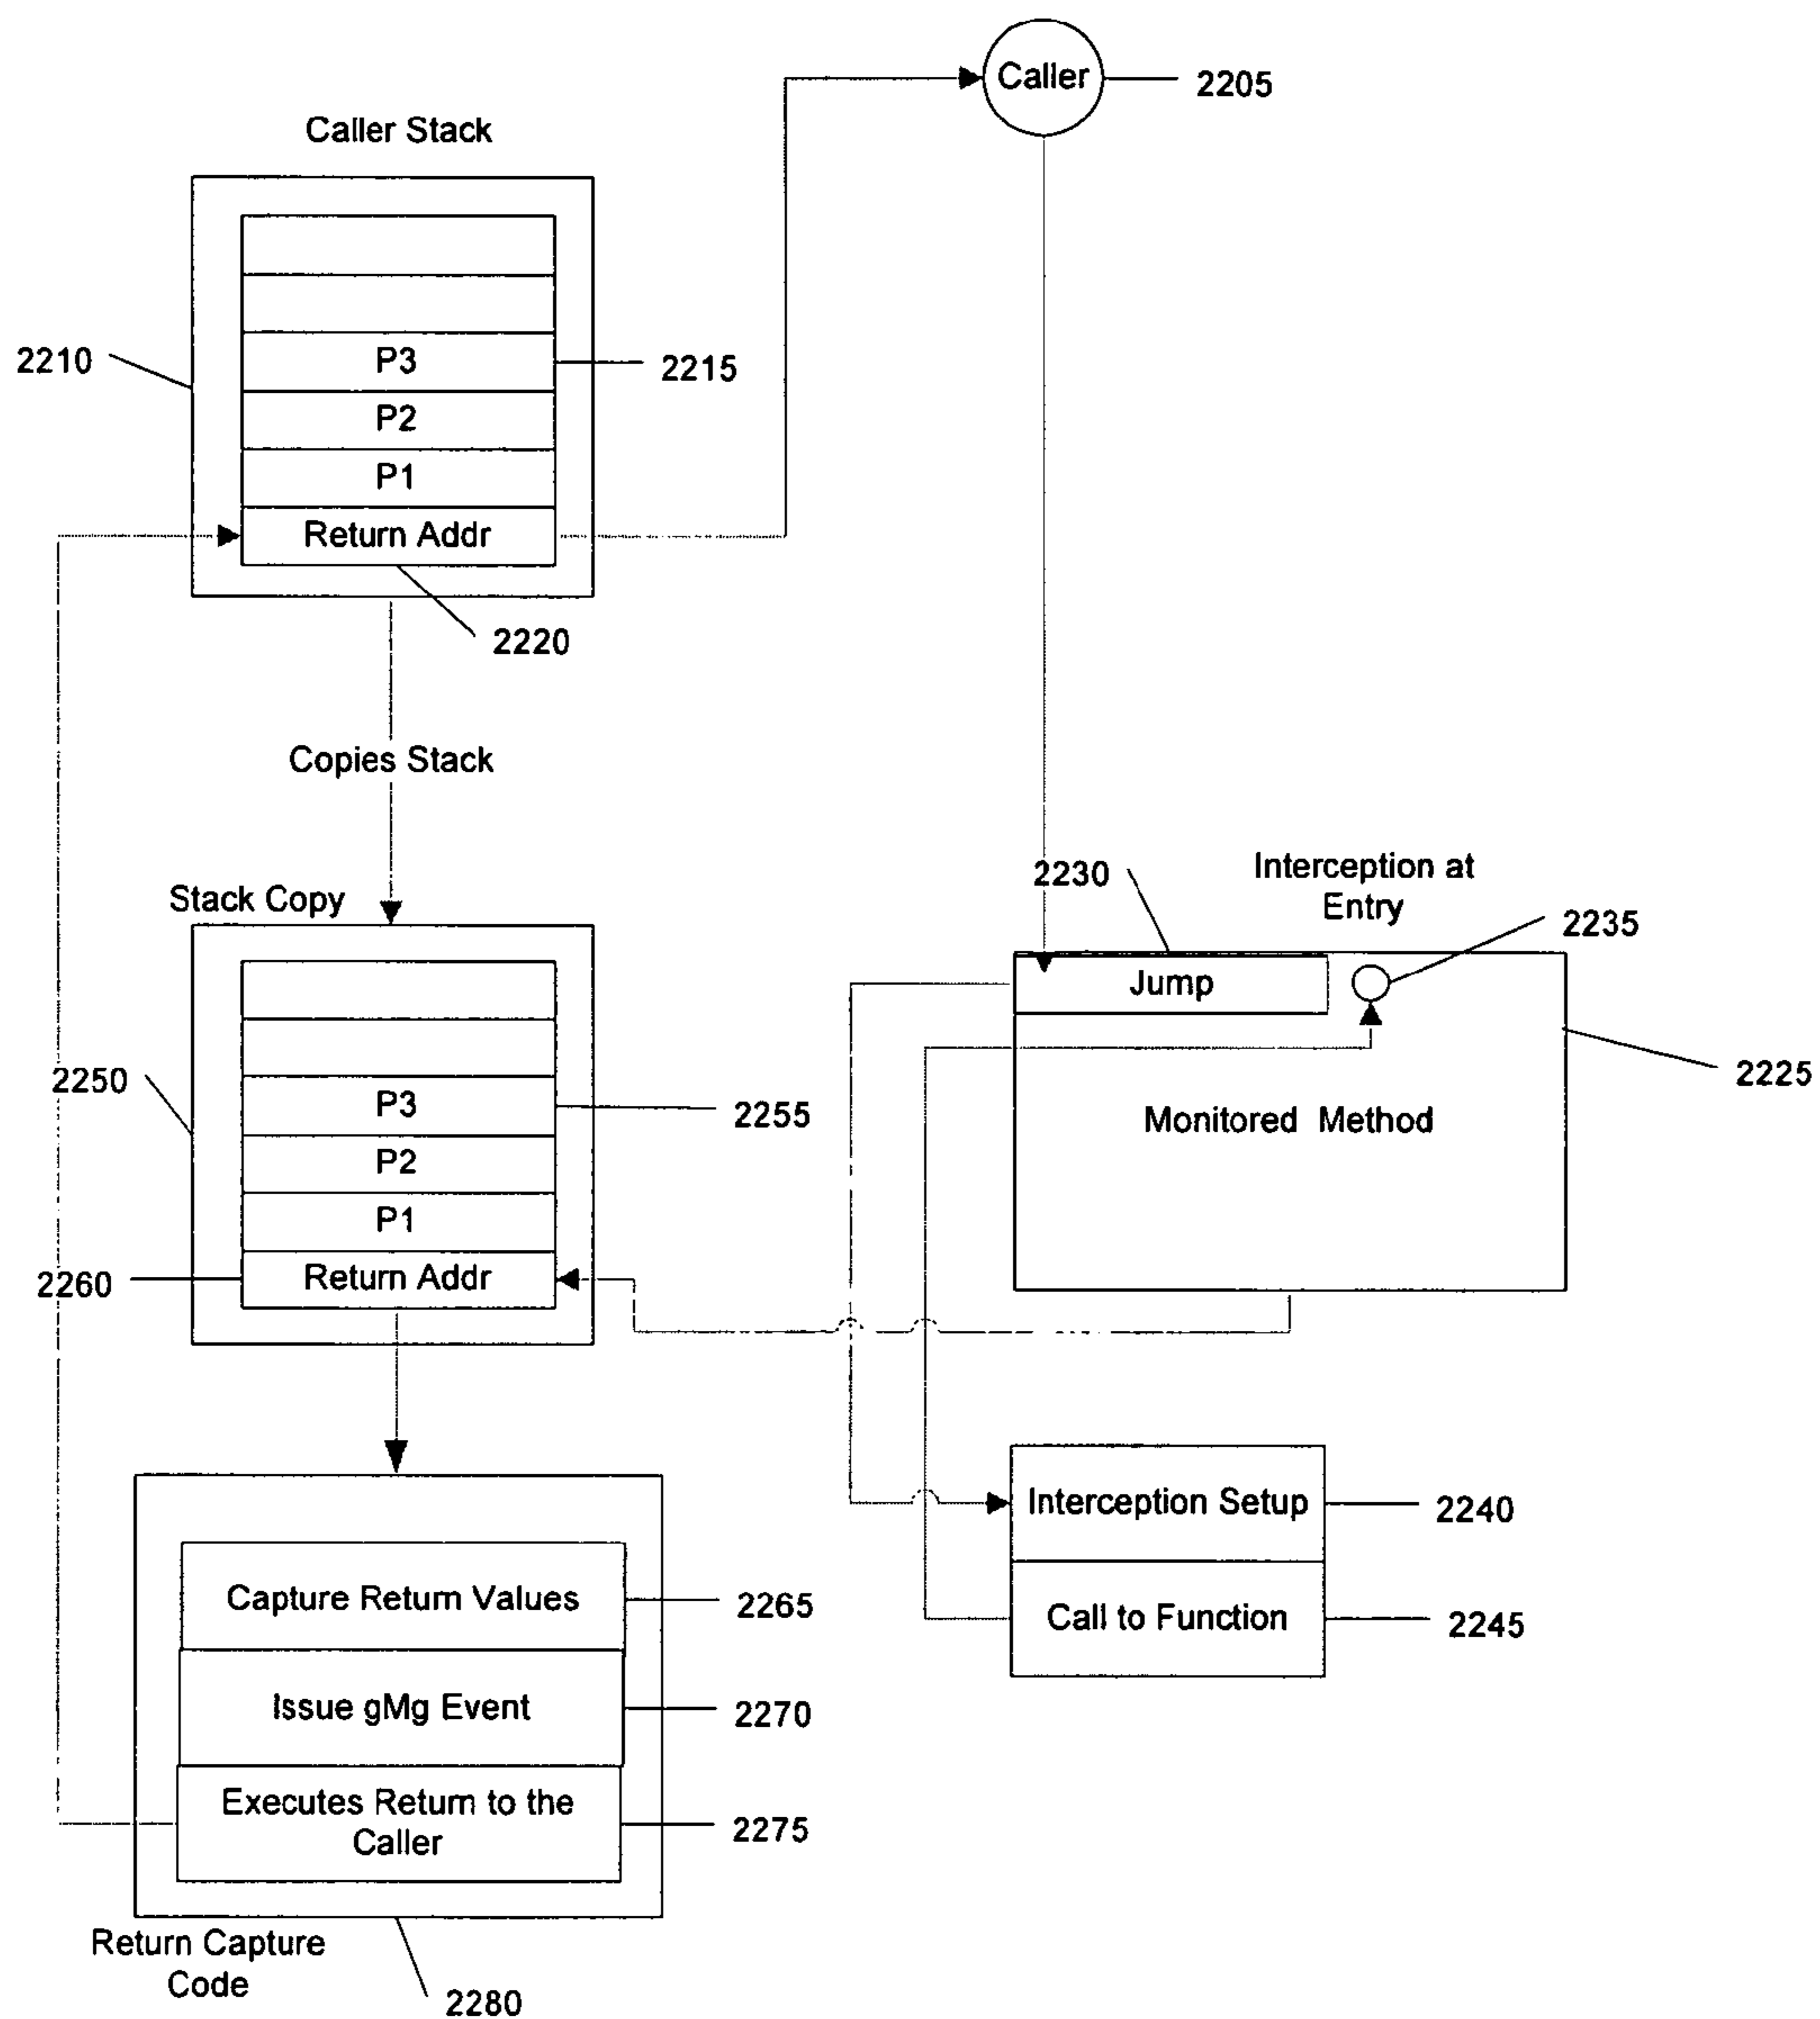 Caller
2205
Caller Stack
2210
P3
2215
P2
P1
Return Addr
2220
Copies Stack
Stack Copy
2230
Interception at
Entry
2235
Jump
2225
Monitored Method
2250
P3
2255
P2
P1
2260
Return Addr
Interception Setup
2240
Call to Function
2245
Capture Return Values
2265
Issue gMg Event
2270
Executes Return to the
Caller
2275
Return Capture
Code
2280